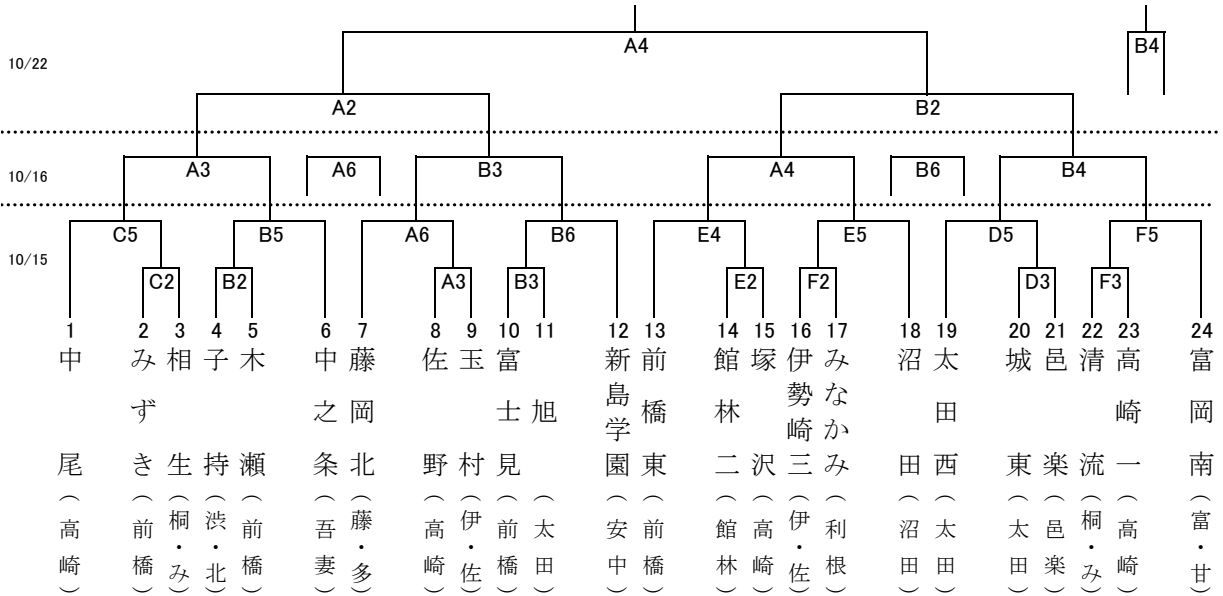 A4
B4
10/22
A2
B2
A3
A6
B3
A4
B6
B4
10/16
C5
B5
A6
B6
E4
E5
D5
F5
10/15
C2
B2
A3
B3
E2
F2
D3
F3
1
2
3
4
5
6
7
8
9
10
11
12
13
14
15
16
17
18
19
20
21
22
23
24
中尾(高崎)
みずき(前橋)
相生(桐・み)
子持(渋・北)
木瀬(前橋)
中之条(吾妻)
藤岡北(藤・多)
佐野(高崎)
玉村(伊・佐)
富士見(前橋)
旭(太田)
新島学園(安中)
前橋東(前橋)
館林二(館林)
塚沢(高崎)
伊勢崎三(伊・佐)
みなかみ(利根)
沼田(沼田)
太田西(太田)
城東(太田)
邑楽(邑楽)
清流(桐・み)
高崎一(高崎)
富岡南(富・甘)